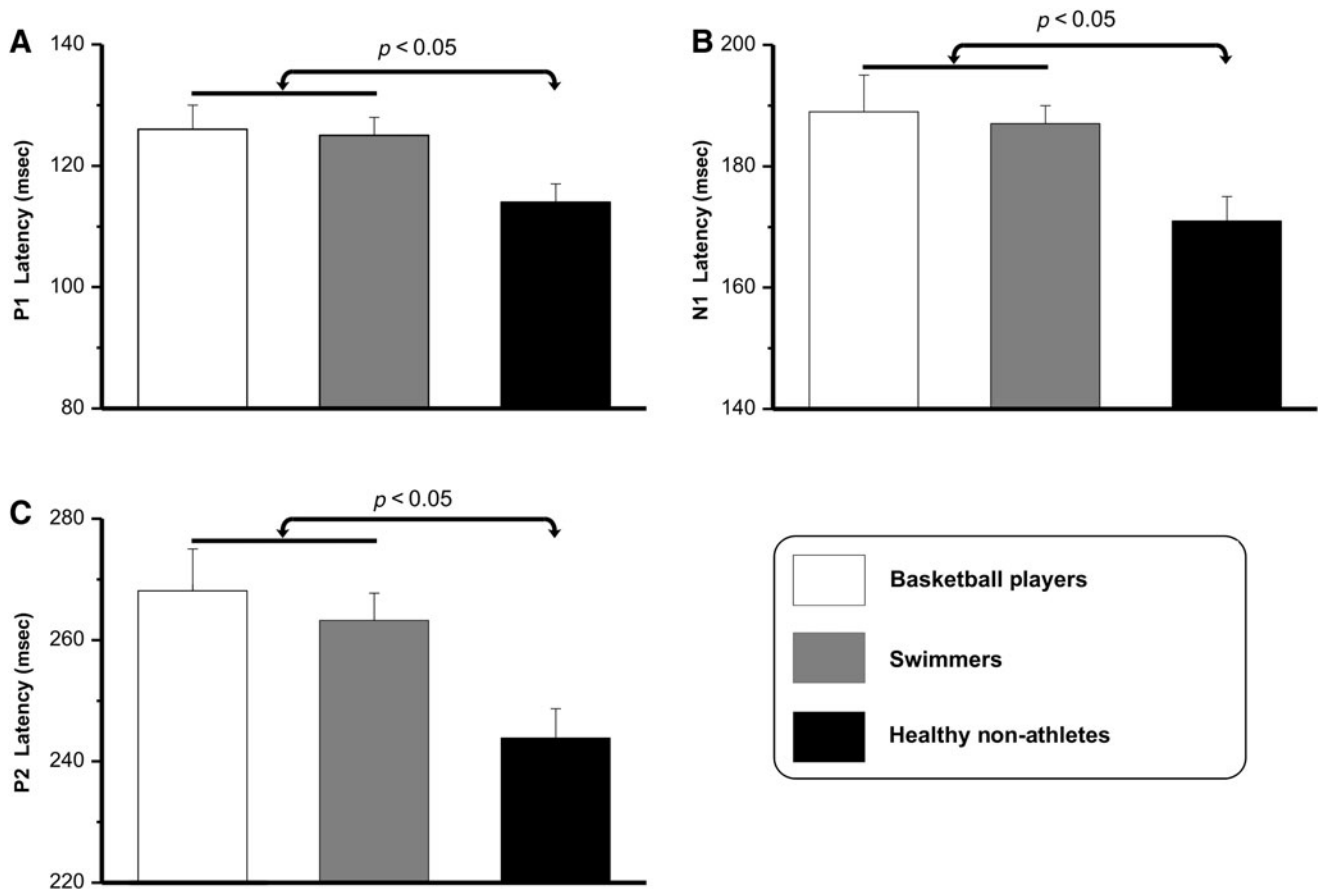 A
p < 0.05
P1 Latency (msec)
140
120
100
80
B
p < 0.05
N1 Latency (msec)
200
180
160
140
C
p < 0.05
P2 Latency (msec)
280
260
240
220
Basketball players
Swimmers
Healthy non-athletes